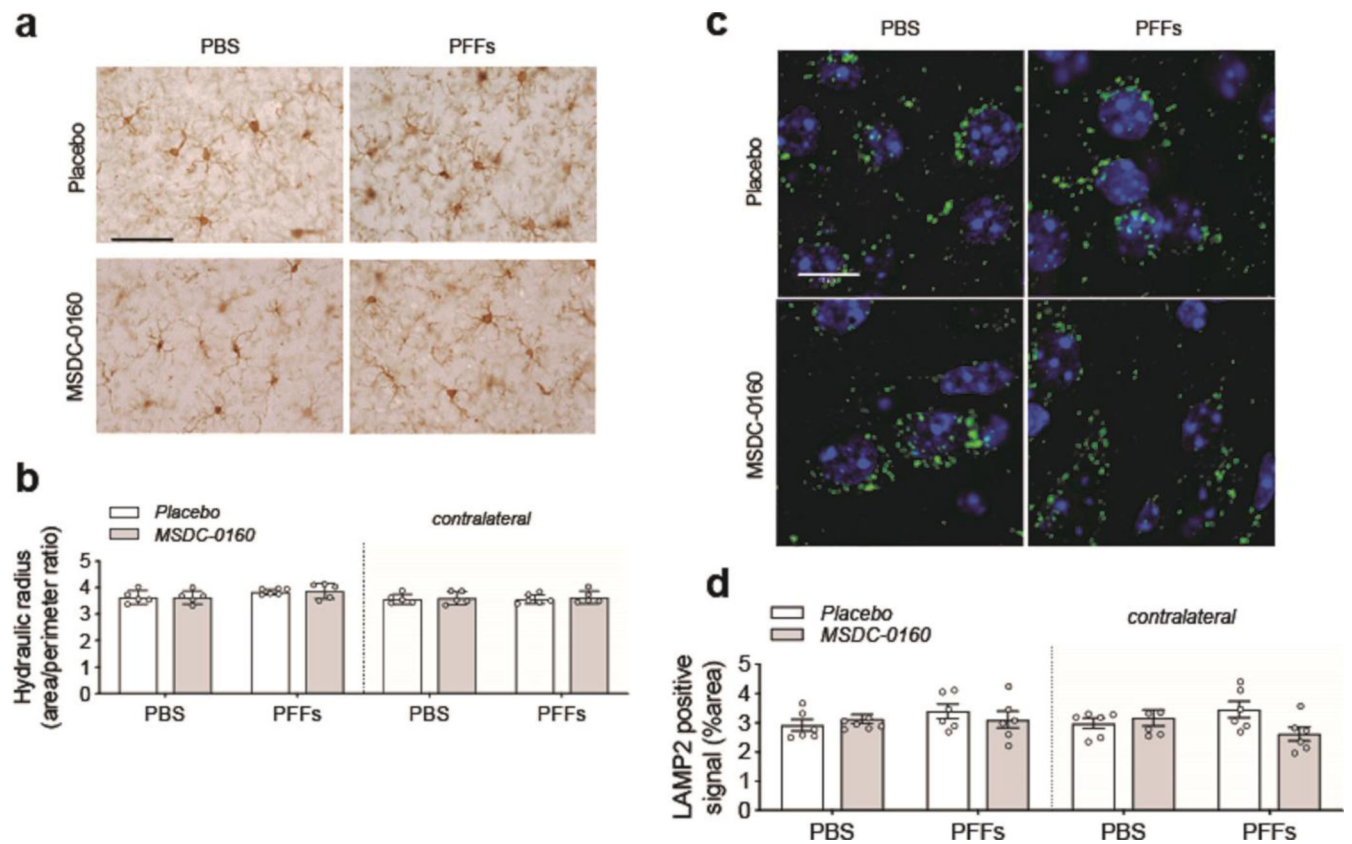 a
PBS
PFFs
Placebo
MSDC-0160
b
Placebo
MSDC-0160
contralateral
Hydraulic radius
(area/perimeter ratio)
5
4
3
2
1
0
PBS
PFFs
PBS
PFFs
c
PBS
PFFs
Placebo
MSDC-0160
d
Placebo
MSDC-0160
contralateral
LAMP2 positive
signal (%area)
5
4
3
2
1
0
PBS
PFFs
PBS
PFFs